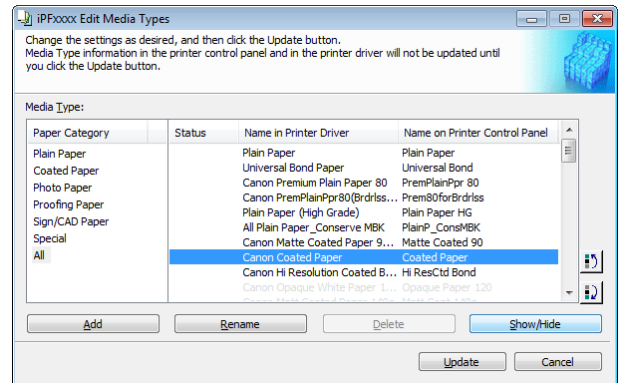 iPFxxxx Edit Media Types
Change the settings as desired, and then click the Update button.
Media Type information in the printer control panel and in the printer driver will not be updated until
you click the Update button.
Media Type:
Paper Category Status Name in Printer Driver Name on Printer Control Panel
Plain Paper Plain Paper Plain Paper
Coated Paper Universal Bond Paper Universal Bond
Photo Paper Canon Premium Plain Paper 80 PremPlainPpr 80
Proofing Paper Canon PremPlainPpr80(Brdrlss... Prem80forBrdrlss
Sign/CAD Paper Plain Paper (High Grade) Plain Paper HG
Special All Plain Paper_Conserve MBK PlainP_ConsMBK
All Canon Matte Coated Paper 9... Matte Coated 90
Canon Coated Paper Coated Paper
Canon Hi Resolution Coated B... Hi ResCtd Bond
Canon Opaque White Paper 1... Opaque Paper 120
Add Rename Delete Show/Hide
Update Cancel